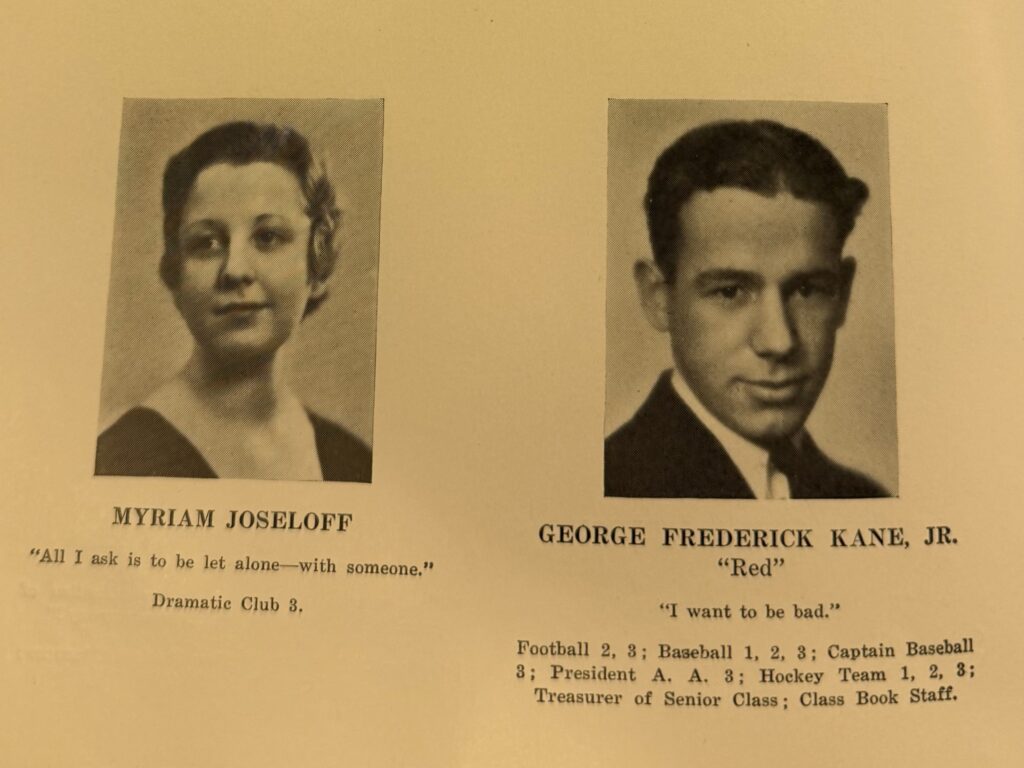 MYRIAM JOSELOFF
"All I ask is to be let alone—with someone."
Dramatic Club 3.
GEORGE FREDERICK KANE, JR.
"Red"
"I want to be bad."
Football 2, 3; Baseball 1, 2, 3; Captain Baseball
3; President A. A. 3; Hockey Team 1, 2, 3;
Treasurer of Senior Class; Class Book Staff.